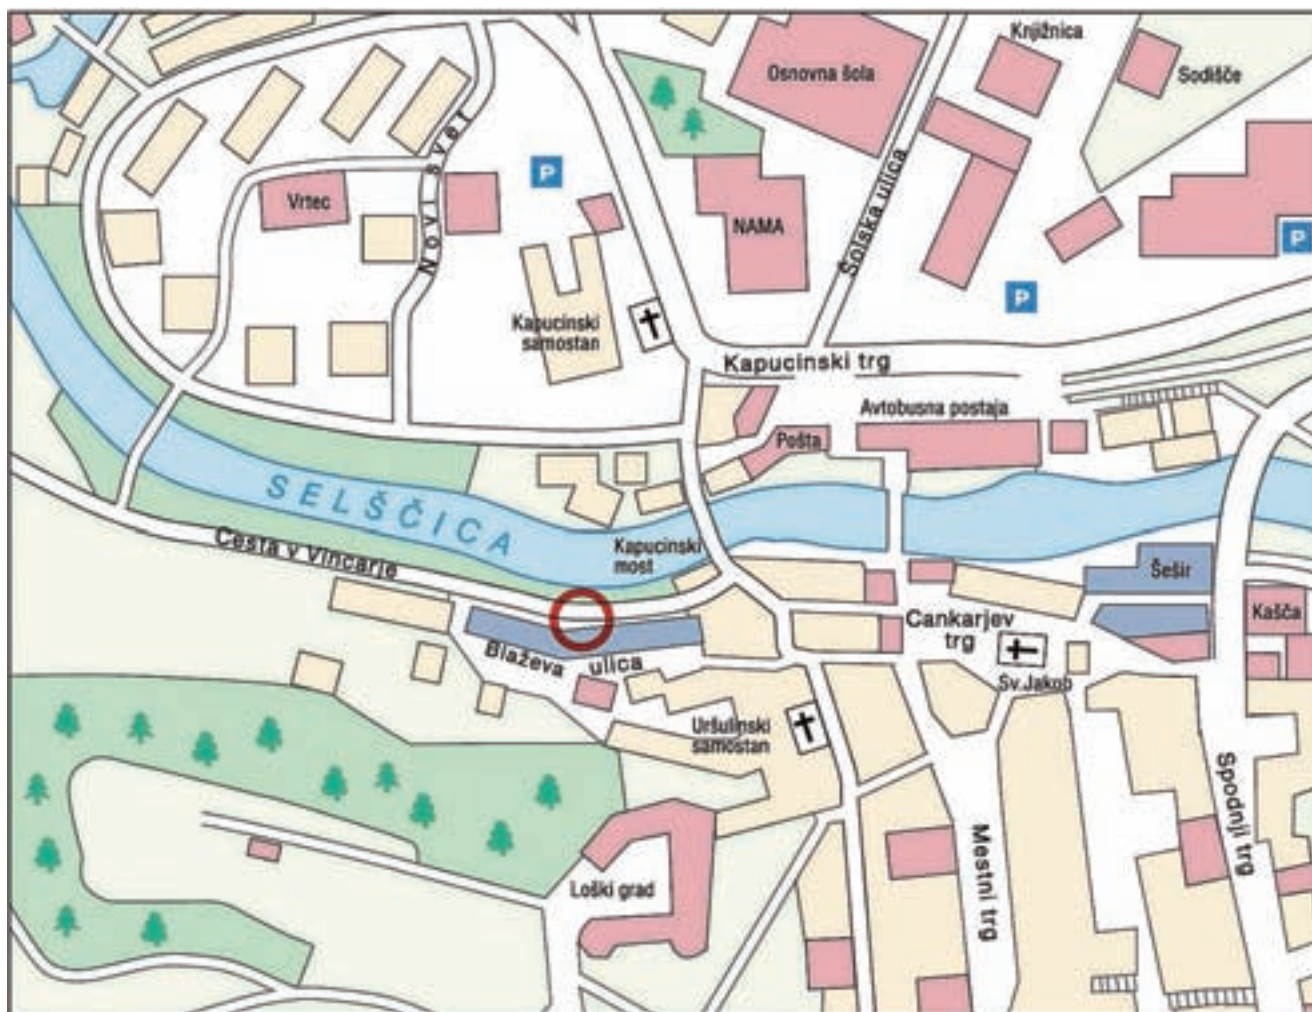 Knjižnica
Osnovna šola
Sodišče
Novi svet
P
Šolska ulica
Vrtec
NAMA
P
P
Kapucinski
samostan
Kapucinski trg
Avtobusna postaja
Pošta
SELŠČICA
Cesta v Vincarje
Kapucinski
most
Šešir
Kašča
Cankarjev
trg
Blaževa ulica
Sv. Jakob
Uršulinski
samostan
Spodnji trg
Mestni trg
Loški grad